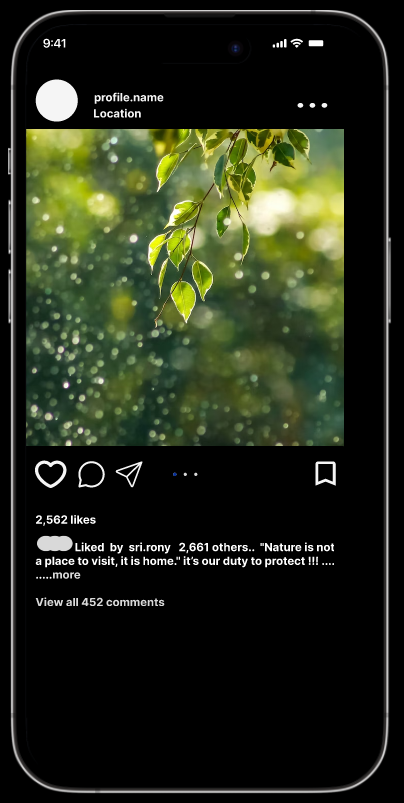 9:41
profile.name
Location
2,562 likes
Liked by sri.rony 2,661 others.. "Nature is not
a place to visit, it is home." it's our duty to protect !!! ....
.....more
View all 452 comments